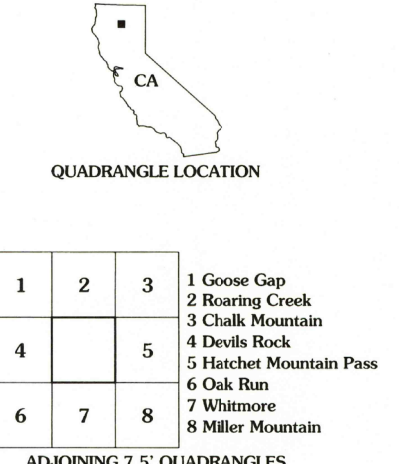 CA
QUADRANGLE LOCATION
1 2 3
4 5
6 7 8
1 Goose Gap
2 Roaring Creek
3 Chalk Mountain
4 Devils Rock
5 Hatchet Mountain Pass
6 Oak Run
7 Whitmore
8 Miller Mountain
ADJOINING 7.5' QUADRANGLES